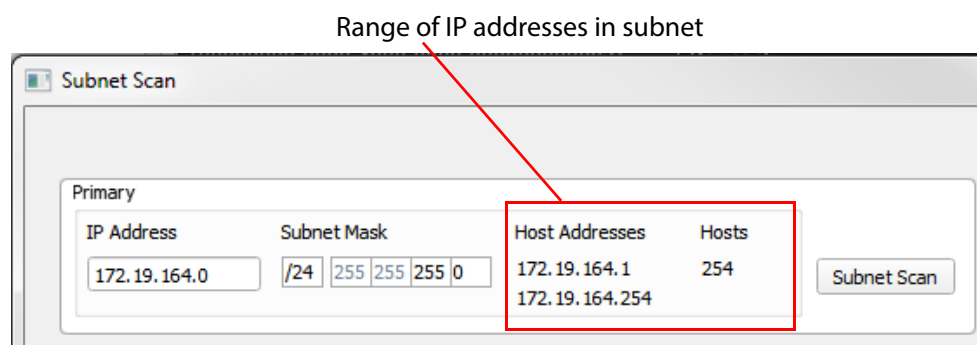 Range of IP addresses in subnet
Subnet Scan
Primary
IP Address Subnet Mask Host Addresses Hosts
172.19.164.0 /24 255 255 255 0 172.19.164.1 254 Subnet Scan
172.19.164.254